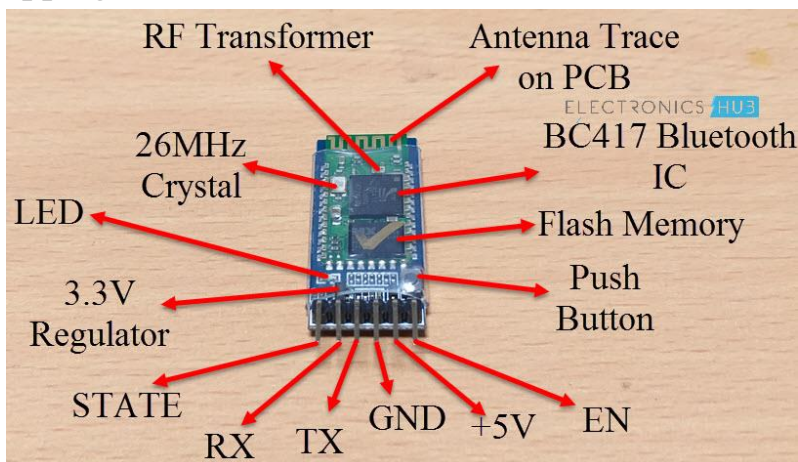 RF Transformer
Antenna Trace
on PCB
ELECTRONICS HUB
26MHz
Crystal
BC417 Bluetooth
IC
LED
Flash Memory
3.3V
Regulator
Push
Button
STATE
RX
TX
GND
+5V
EN